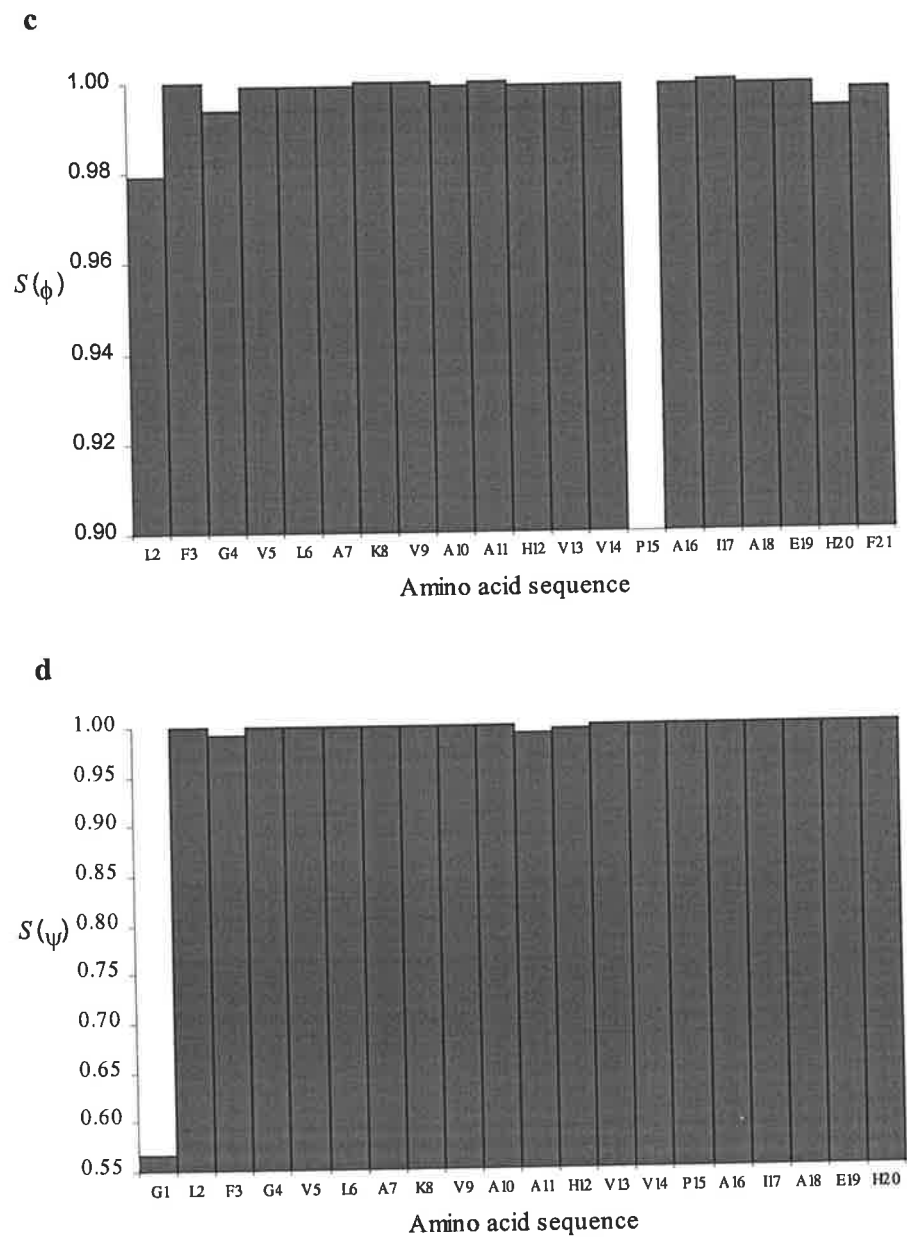 c
1.00
0.98
0.96
S(φ)
0.94
0.92
0.90
L2 F3 G4 V5 L6 A7 K8 V9 A10 A11 H12 V13 V14 P15 A16 I17 A18 E19 H20 F21
Amino acid sequence
d
1.00
0.95
0.90
0.85
S(ψ) 0.80
0.75
0.70
0.65
0.60
0.55
G1 L2 F3 G4 V5 L6 A7 K8 V9 A10 A11 H12 V13 V14 P15 A16 I17 A18 E19 H20
Amino acid sequence